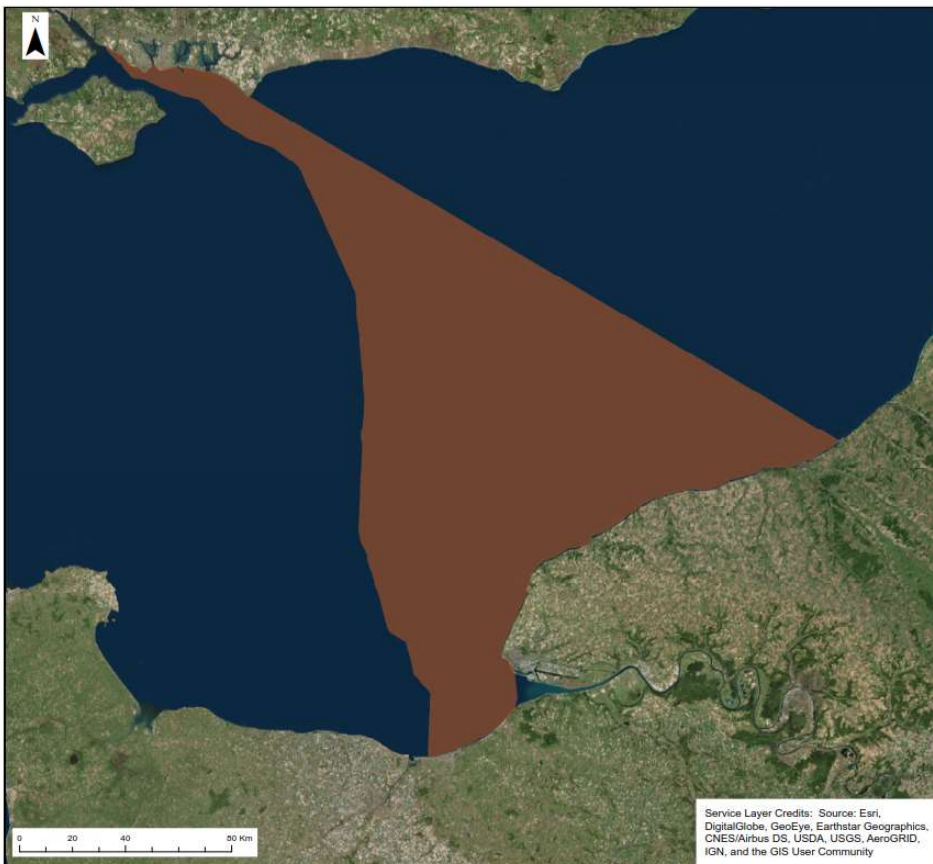 N
0 20 40 80 Km
Service Layer Credits: Source: Esri,
DigitalGlobe, GeoEye, Earthstar Geographics,
CNES/Airbus DS, USDA, USGS, AeroGRID,
IGN, and the GIS User Community